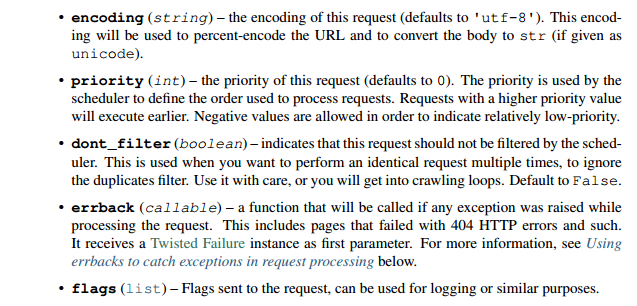 • encoding (string) – the encoding of this request (defaults to 'utf-8'). This encod-
ing will be used to percent-encode the URL and to convert the body to str (if given as
unicode).
• priority (int) – the priority of this request (defaults to 0). The priority is used by the
scheduler to define the order used to process requests. Requests with a higher priority value
will execute earlier. Negative values are allowed in order to indicate relatively low-priority.
• dont_filter (boolean) – indicates that this request should not be filtered by the sched-
uler. This is used when you want to perform an identical request multiple times, to ignore
the duplicates filter. Use it with care, or you will get into crawling loops. Default to False.
• errback (callable) – a function that will be called if any exception was raised while
processing the request. This includes pages that failed with 404 HTTP errors and such.
It receives a Twisted Failure instance as first parameter. For more information, see Using
errbacks to catch exceptions in request processing below.
• flags (list) – Flags sent to the request, can be used for logging or similar purposes.